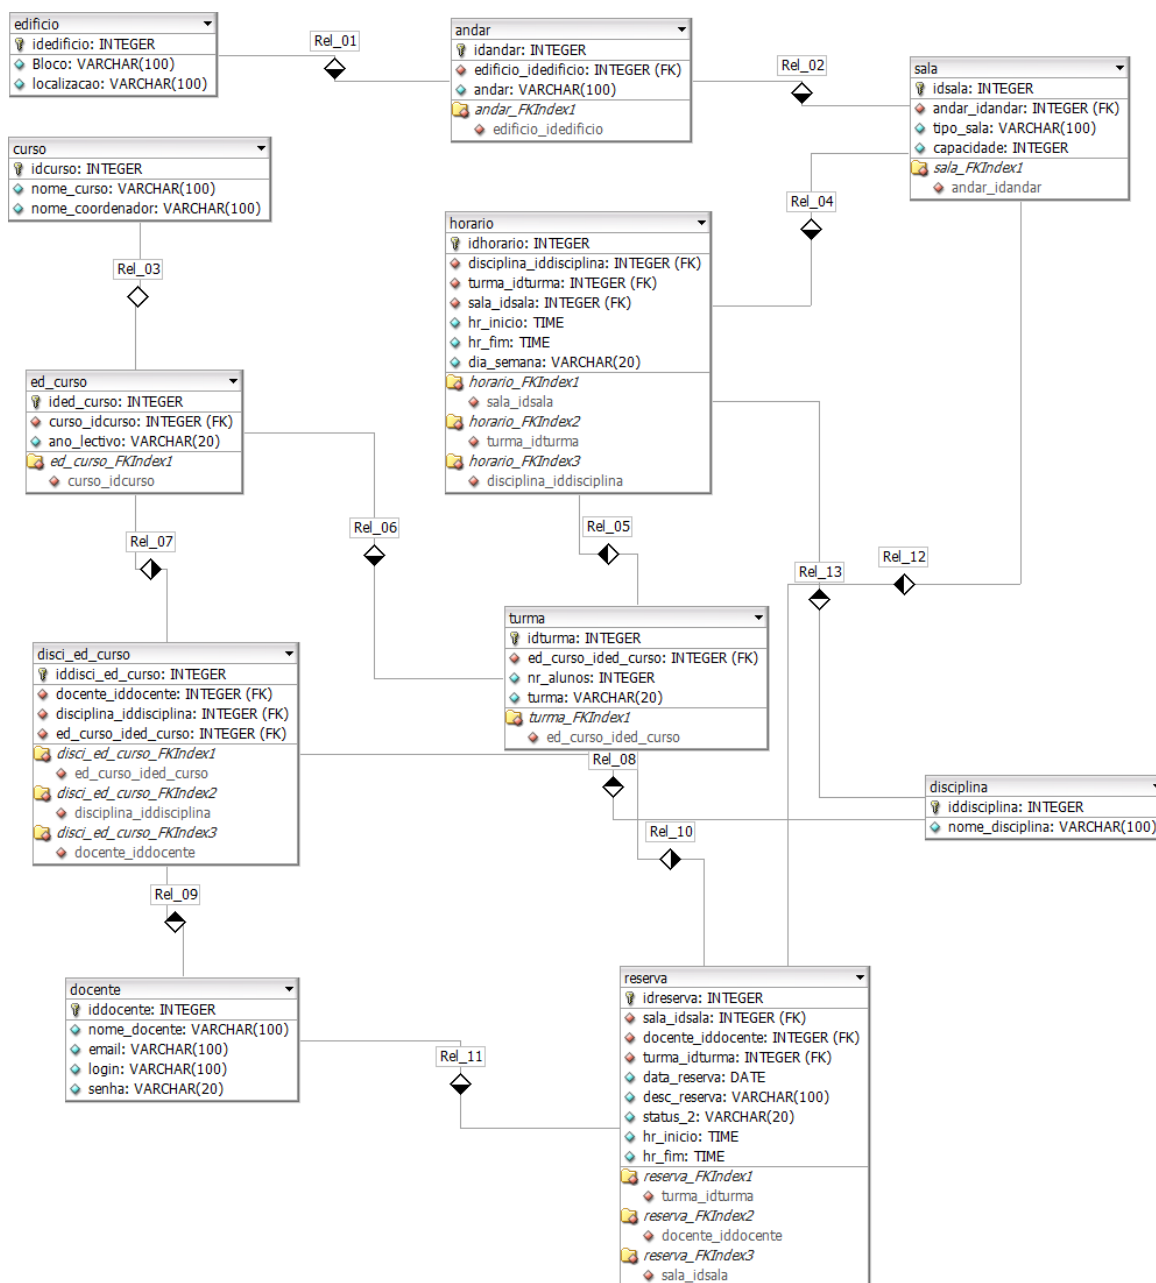 edificio
idedificio: INTEGER
Bloco: VARCHAR(100)
localizacao: VARCHAR(100)
Rel_01
andar
idandar: INTEGER
edificio_idedificio: INTEGER (FK)
andar: VARCHAR(100)
andar_FKIndex1
edificio_idedificio
Rel_02
sala
idsala: INTEGER
andar_idandar: INTEGER (FK)
tipo_sala: VARCHAR(100)
capacidade: INTEGER
sala_FKIndex1
andar_idandar
curso
idcurso: INTEGER
nome_curso: VARCHAR(100)
nome_coordenador: VARCHAR(100)
Rel_03
Rel_04
horario
idhorario: INTEGER
disciplina_iddisciplina: INTEGER (FK)
turma_idturma: INTEGER (FK)
sala_idsala: INTEGER (FK)
hr_inicio: TIME
hr_fim: TIME
dia_semana: VARCHAR(20)
horario_FKIndex1
sala_idsala
horario_FKIndex2
turma_idturma
horario_FKIndex3
disciplina_iddisciplina
ed_curso
ided_curso: INTEGER
curso_idcurso: INTEGER (FK)
ano_lectivo: VARCHAR(20)
ed_curso_FKIndex1
curso_idcurso
Rel_07
Rel_06
Rel_05
Rel_13
Rel_12
turma
idturma: INTEGER
ed_curso_ided_curso: INTEGER (FK)
nr_alunos: INTEGER
turma: VARCHAR(20)
turma_FKIndex1
ed_curso_ided_curso
disci_ed_curso
iddisci_ed_curso: INTEGER
docente_iddocente: INTEGER (FK)
disciplina_iddisciplina: INTEGER (FK)
ed_curso_ided_curso: INTEGER (FK)
disci_ed_curso_FKIndex1
ed_curso_ided_curso
disci_ed_curso_FKIndex2
disciplina_iddisciplina
disci_ed_curso_FKIndex3
docente_iddocente
Rel_08
disciplina
iddisciplina: INTEGER
nome_disciplina: VARCHAR(100)
Rel_10
Rel_09
docente
iddocente: INTEGER
nome_docente: VARCHAR(100)
email: VARCHAR(100)
login: VARCHAR(100)
senha: VARCHAR(20)
Rel_11
reserva
idreserva: INTEGER
sala_idsala: INTEGER (FK)
docente_iddocente: INTEGER (FK)
turma_idturma: INTEGER (FK)
data_reserva: DATE
desc_reserva: VARCHAR(100)
status_2: VARCHAR(20)
hr_inicio: TIME
hr_fim: TIME
reserva_FKIndex1
turma_idturma
reserva_FKIndex2
docente_iddocente
reserva_FKIndex3
sala_idsala